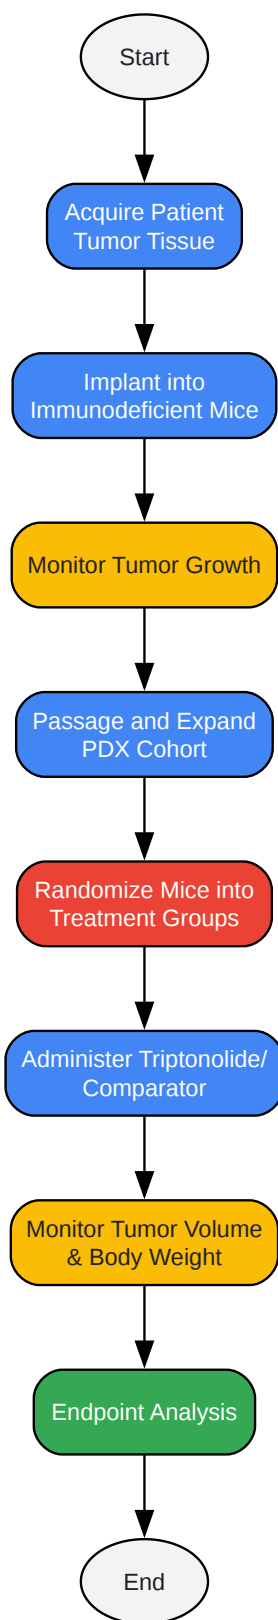 Start
Acquire Patient
Tumor Tissue
Implant into
Immunodeficient Mice
Monitor Tumor Growth
Passage and Expand
PDX Cohort
Randomize Mice into
Treatment Groups
Administer Triptonolide/
Comparator
Monitor Tumor Volume
& Body Weight
Endpoint Analysis
End